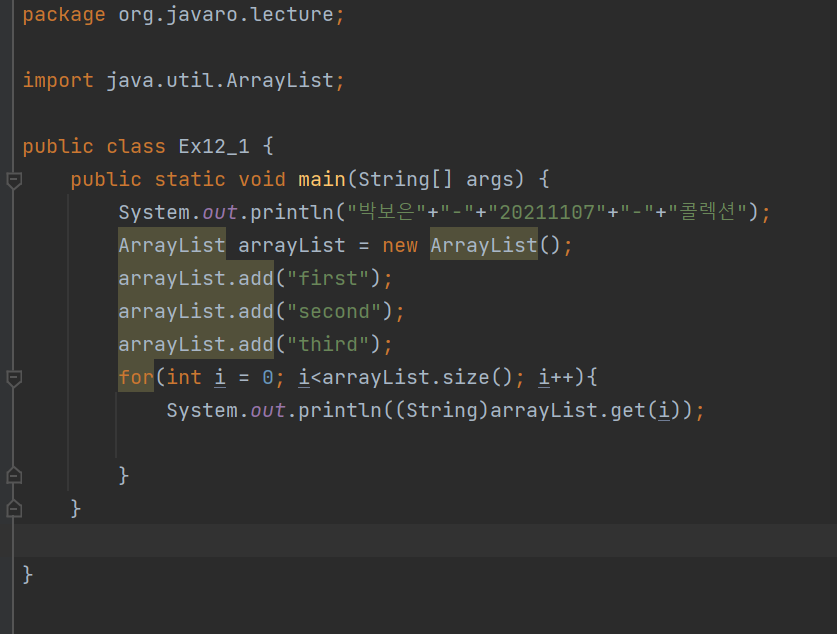 package org.javaro.lecture;
import java.util.ArrayList;
public class Ex12_1 {
public static void main(String[] args) {
System.out.println("박보은"+"-"+"20211107"+"-"+"콜렉션");
ArrayList arrayList = new ArrayList();
arrayList.add("first");
arrayList.add("second");
arrayList.add("third");
for(int i = 0; i<arrayList.size(); i++){
System.out.println((String)arrayList.get(i));
}
}
}